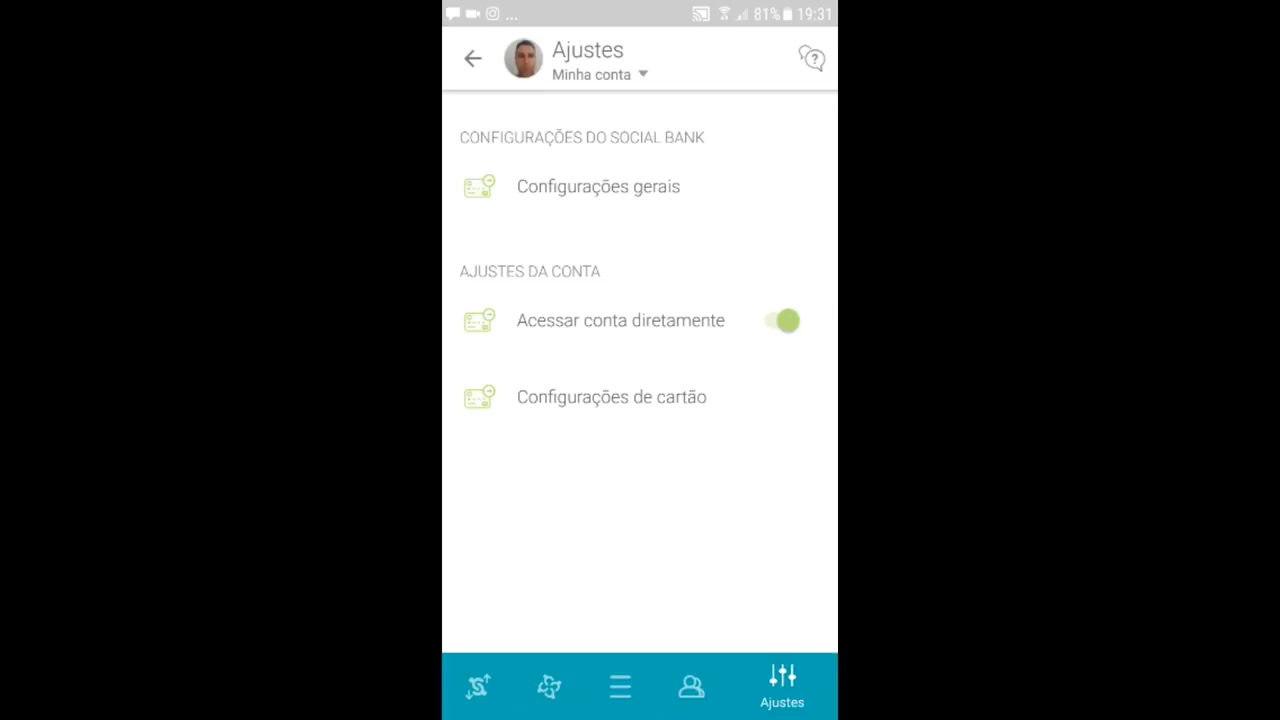 ... 81% 19:31
Ajustes
Minha conta
?
CONFIGURAÇÕES DO SOCIAL BANK
Configurações gerais
AJUSTES DA CONTA
Acessar conta diretamente
Configurações de cartão
Ajustes